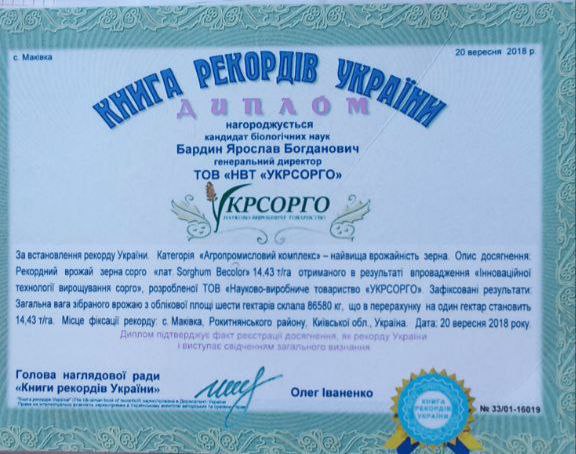 с. Маківка
20 вересня 2018 р.
КНИГА РЕКОРДІВ УКРАЇНИ
ДИПЛОМ
нагороджується
кандидат біологічних наук
Бардин Ярослав Богданович
генеральний директор
ТОВ «НВТ «УКРСОРГО»
УКРСОРГО
НАУКОВО-ВИРОБНИЧЕ ТОВАРИСТВО
За встановлення рекорду України. Категорія «Агропромисловий комплекс» – найвища врожайність зерна. Опис досягнення:
Рекордний врожай зерна сорго «лат. Sorghum Becolor» 14,43 т/га отриманого в результаті впровадження «Інноваційної
технології вирощування сорго», розробленої ТОВ «Науково-виробниче товариство «УКРСОРГО» Зафіксовані результати:
Загальна вага зібраного врожаю з облікової площі шести гектарів склала 86580 кг, що в перерахунку на один гектар становить
14,43 т/га. Місце фіксації рекорду: с. Маківка, Рокитнянського району, Київської обл., Україна. Дата: 20 вересня 2018 року.
Диплом підтверджує факт реєстрації досягнення, як рекорду України
і виступає свідченням загального визнання.
Голова наглядової ради
«Книги рекордів України»
Олег Іваненко
КНИГА
РЕКОРДІВ
УКРАЇНИ
№ 33/01-16019